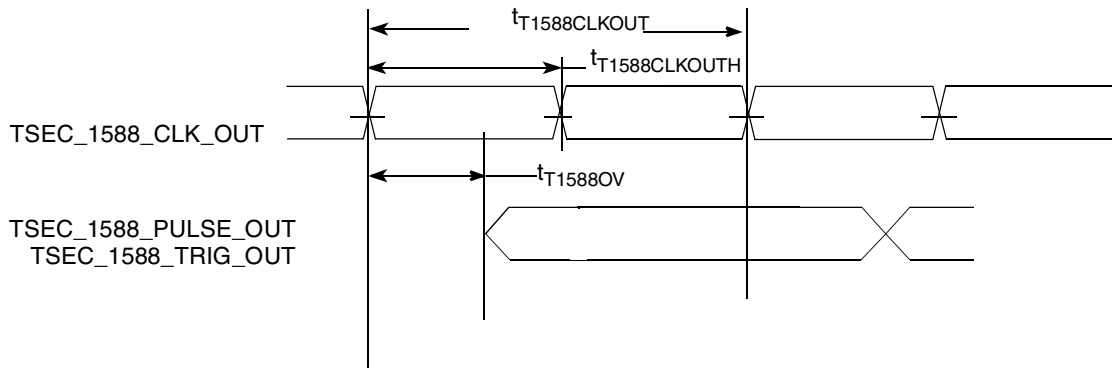 tT1588CLKOUT
tT1588CLKOUTH
TSEC_1588_CLK_OUT
tT1588OV
TSEC_1588_PULSE_OUT
TSEC_1588_TRIG_OUT